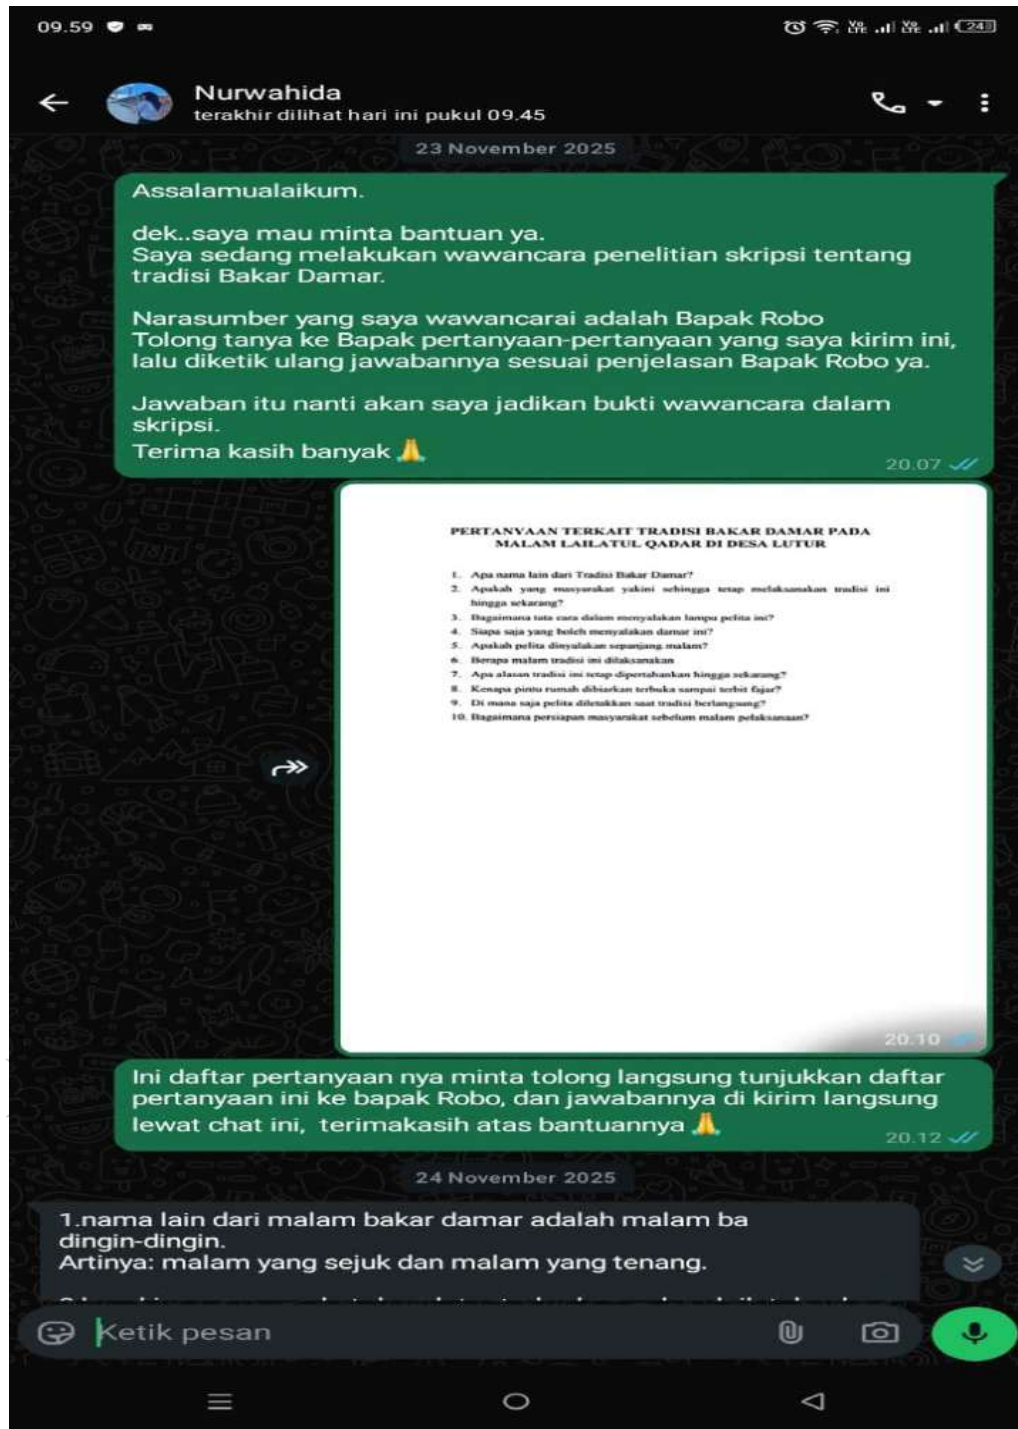 09.59
Vo LTE Vo LTE 24
Nurwahida
terakhir dilihat hari ini pukul 09.45
23 November 2025
Assalamualaikum.
dek..saya mau minta bantuan ya.
Saya sedang melakukan wawancara penelitian skripsi tentang
tradisi Bakar Damar.
Narasumber yang saya wawancarai adalah Bapak Robo
Tolong tanya ke Bapak pertanyaan-pertanyaan yang saya kirim ini,
lalu diketik ulang jawabannya sesuai penjelasan Bapak Robo ya.
Jawaban itu nanti akan saya jadikan bukti wawancara dalam
skripsi.
Terima kasih banyak 🙏
20.07
PERTANYAAN TERKAIT TRADISI BAKAR DAMAR PADA
MALAM LAILATUL QADAR DI DESA LUTUR
1. Apa nama lain dari Tradisi Bakar Damar?
2. Apakah yang masyarakat yakini sehingga tetap melaksanakan tradisi ini
hingga sekarang?
3. Bagaimana tata cara dalam menyalakan lampu pelita ini?
4. Siapa saja yang boleh menyalakan damar ini?
5. Apakah pelita dinyalakan sepanjang malam?
6. Berapa malam tradisi ini dilaksanakan
7. Apa alasan tradisi ini tetap dipertahankan hingga sekarang?
8. Kenapa pintu rumah dibiarkan terbuka sampai terbit fajar?
9. Di mana saja pelita diletakkan saat tradisi berlangsung?
10. Bagaimana persiapan masyarakat sebelum malam pelaksanaan?
20.10
Ini daftar pertanyaan nya minta tolong langsung tunjukkan daftar
pertanyaan ini ke bapak Robo, dan jawabannya di kirim langsung
lewat chat ini, terimakasih atas bantuannya 🙏
20.12
24 November 2025
1.nama lain dari malam bakar damar adalah malam ba
dingin-dingin.
Artinya: malam yang sejuk dan malam yang tenang.
Ketik pesan